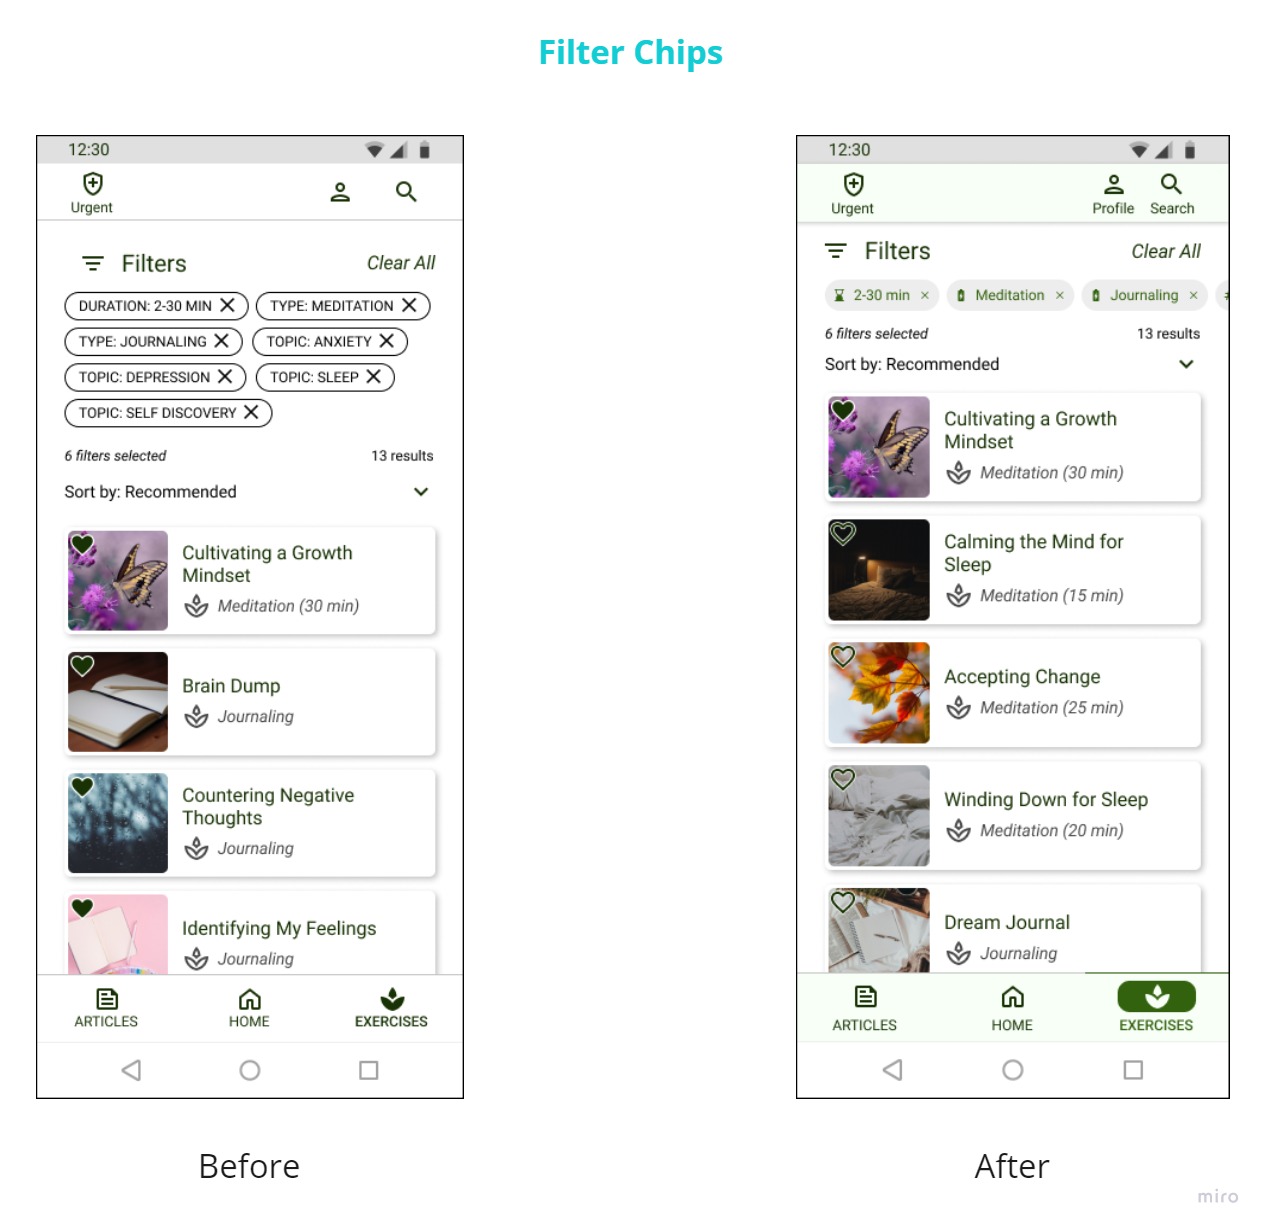 Filter Chips
12:30
Urgent
Filters
Clear All
DURATION: 2-30 MIN
TYPE: MEDITATION
TYPE: JOURNALING
TOPIC: ANXIETY
TOPIC: DEPRESSION
TOPIC: SLEEP
TOPIC: SELF DISCOVERY
6 filters selected
13 results
Sort by: Recommended
Cultivating a Growth
Mindset
Meditation (30 min)
Brain Dump
Journaling
Countering Negative
Thoughts
Journaling
Identifying My Feelings
Journaling
ARTICLES
HOME
EXERCISES
Before
12:30
Urgent
Profile
Search
Filters
Clear All
2-30 min
Meditation
Journaling
6 filters selected
13 results
Sort by: Recommended
Cultivating a Growth
Mindset
Meditation (30 min)
Calming the Mind for
Sleep
Meditation (15 min)
Accepting Change
Meditation (25 min)
Winding Down for Sleep
Meditation (20 min)
Dream Journal
Journaling
ARTICLES
HOME
EXERCISES
After
miro